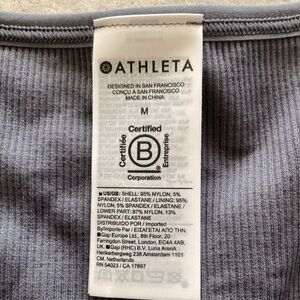 ATHLETA
DESIGNED IN SAN FRANCISCO
CONÇU À SAN FRANCISCO
MADE IN CHINA
M
Certified
Certifiée
B
Entreprise
Corporation
US/GB: SHELL: 95% NYLON, 5%
SPANDEX / ELASTANE / LINING: 95%
NYLON, 5% SPANDEX / ELASTANE /
LOWER PART: 87% NYLON, 13%
SPANDEX / ELASTANE
DISTRIBUIDO POR / Imported
By/Importé Par / ΕΙΣΑΓΕΤΑΙ ΑΠΟ ΤΗΝ:
Gap Europe Ltd., 8th Floor, 20
Farringdon Street, London, EC4A 4AB,
UK. (RHC) B.V. Luna ArenA
Herikerbergweg 238 Amsterdam 1101
CM, Netherlands
RN 54023 / CA 17897